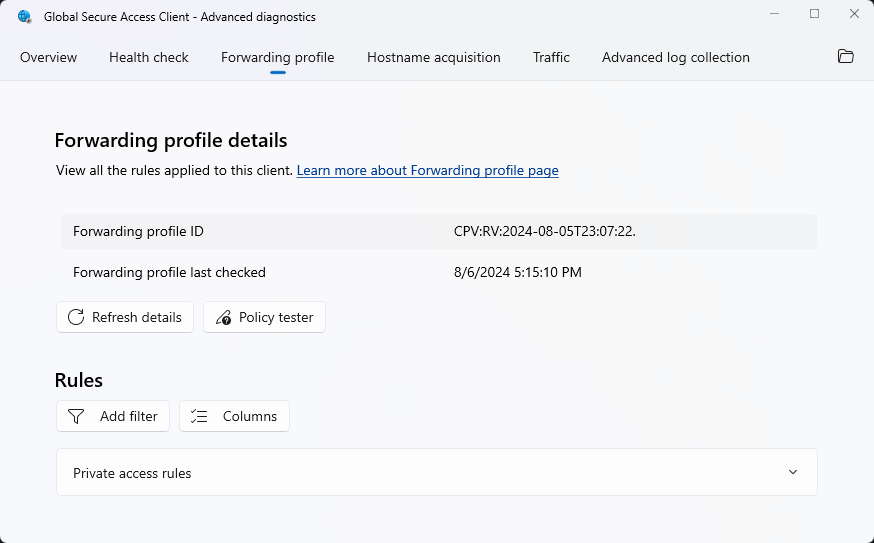 Global Secure Access Client - Advanced diagnostics
Overview Health check Forwarding profile Hostname acquisition Traffic Advanced log collection
Forwarding profile details
View all the rules applied to this client. Learn more about Forwarding profile page
Forwarding profile ID CPV:RV:2024-08-05T23:07:22.
Forwarding profile last checked 8/6/2024 5:15:10 PM
Refresh details Policy tester
Rules
Add filter Columns
Private access rules